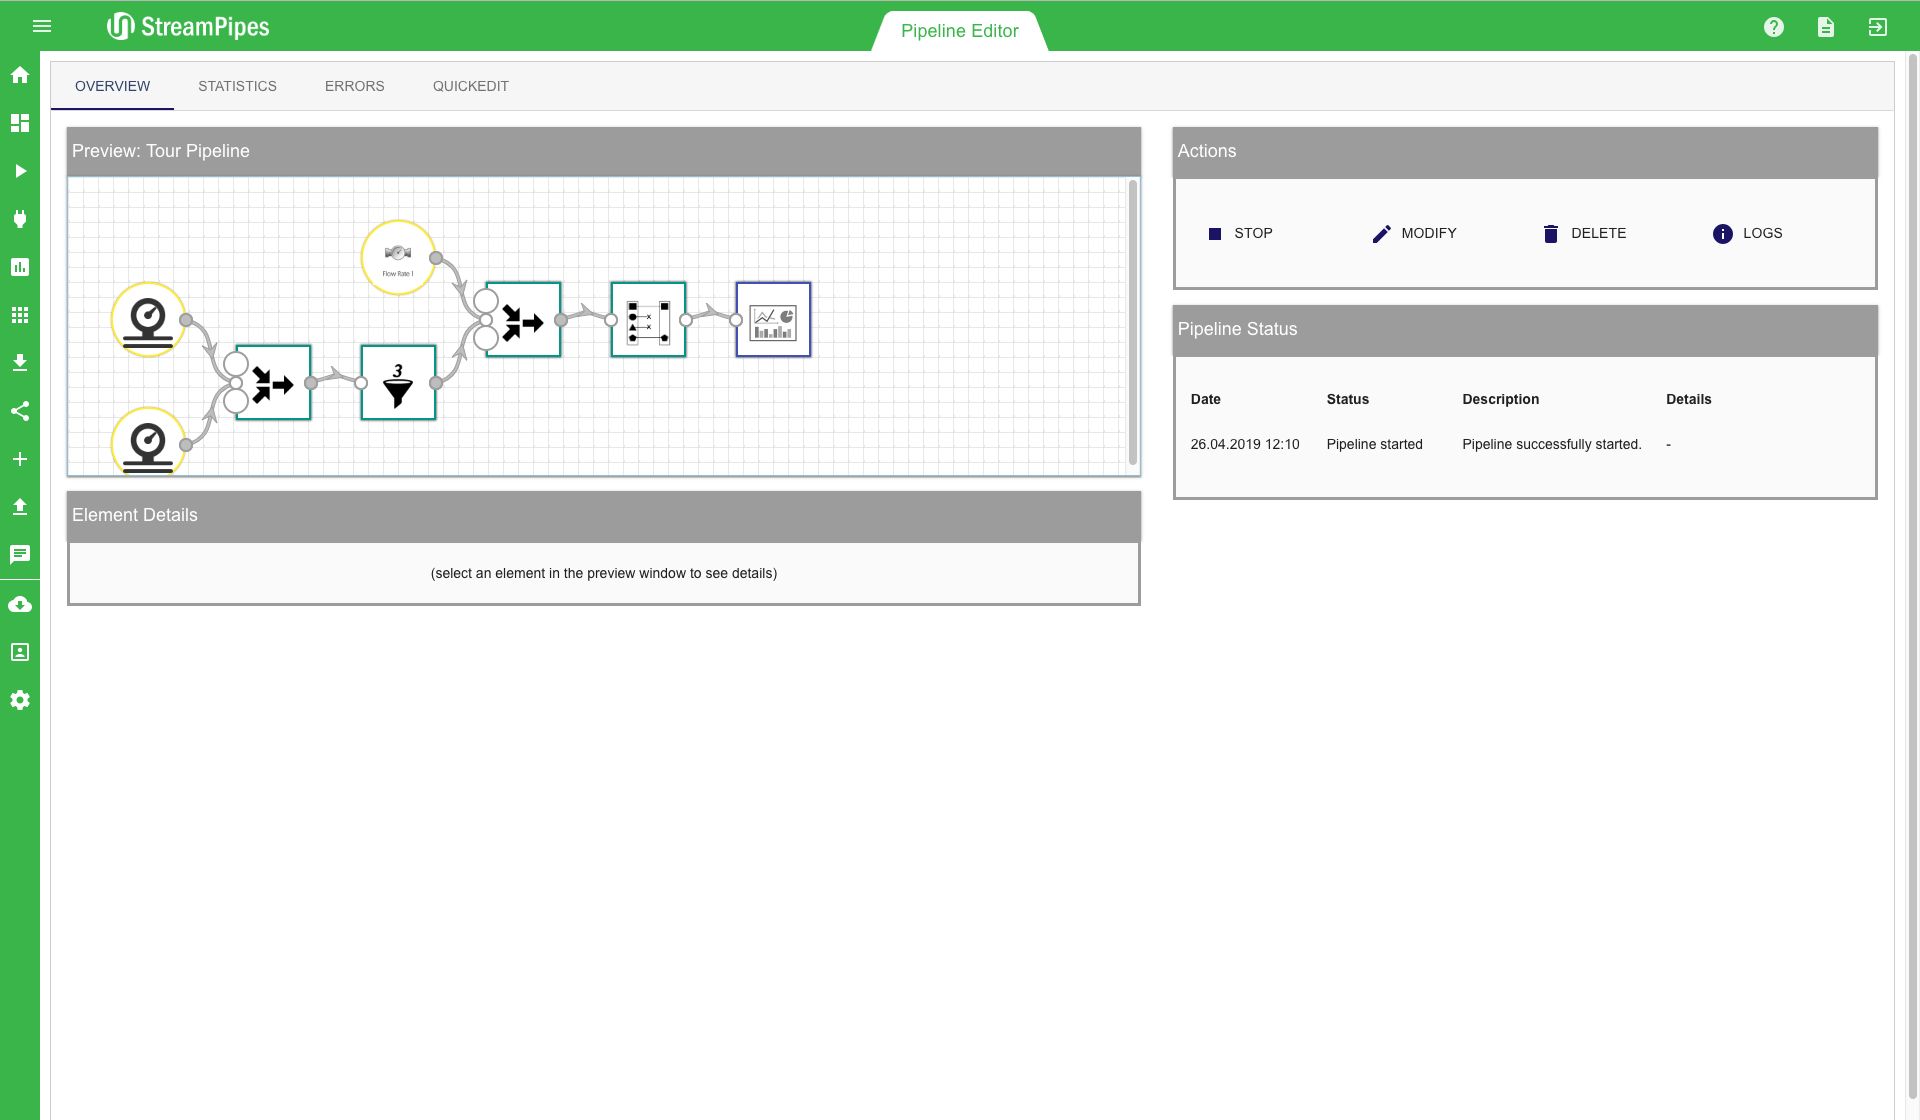 StreamPipes
Pipeline Editor
OVERVIEW
STATISTICS
ERRORS
QUICKEDIT
Preview: Tour Pipeline
Flow Rate I
3
Element Details
(select an element in the preview window to see details)
Actions
STOP
MODIFY
DELETE
LOGS
Pipeline Status
Date Status Description Details
26.04.2019 12:10 Pipeline started Pipeline successfully started. -